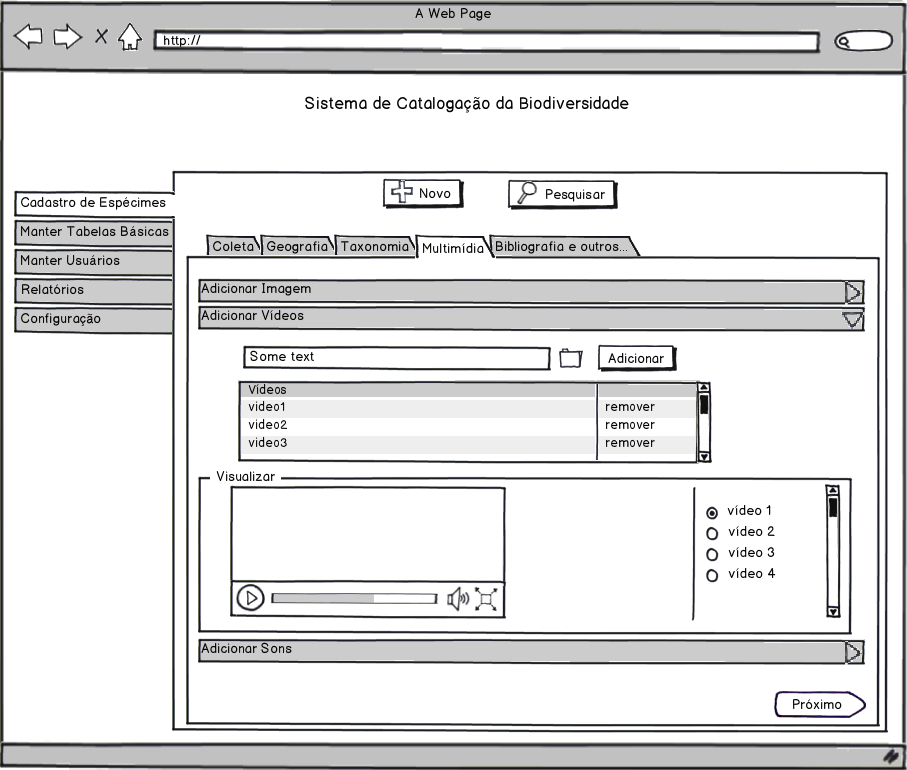 A Web Page
http://
Sistema de Catalogação da Biodiversidade
Novo
Pesquisar
Cadastro de Espécimes
Manter Tabelas Básicas
Manter Usuários
Relatórios
Configuração
Coleta
Geografia
Taxonomia
Multimídia
Bibliografia e outros...
Adicionar Imagem
Adicionar Vídeos
Some text
Adicionar
Vídeos
video1 remover
video2 remover
video3 remover
Visualizar
vídeo 1
vídeo 2
vídeo 3
vídeo 4
Adicionar Sons
Próximo